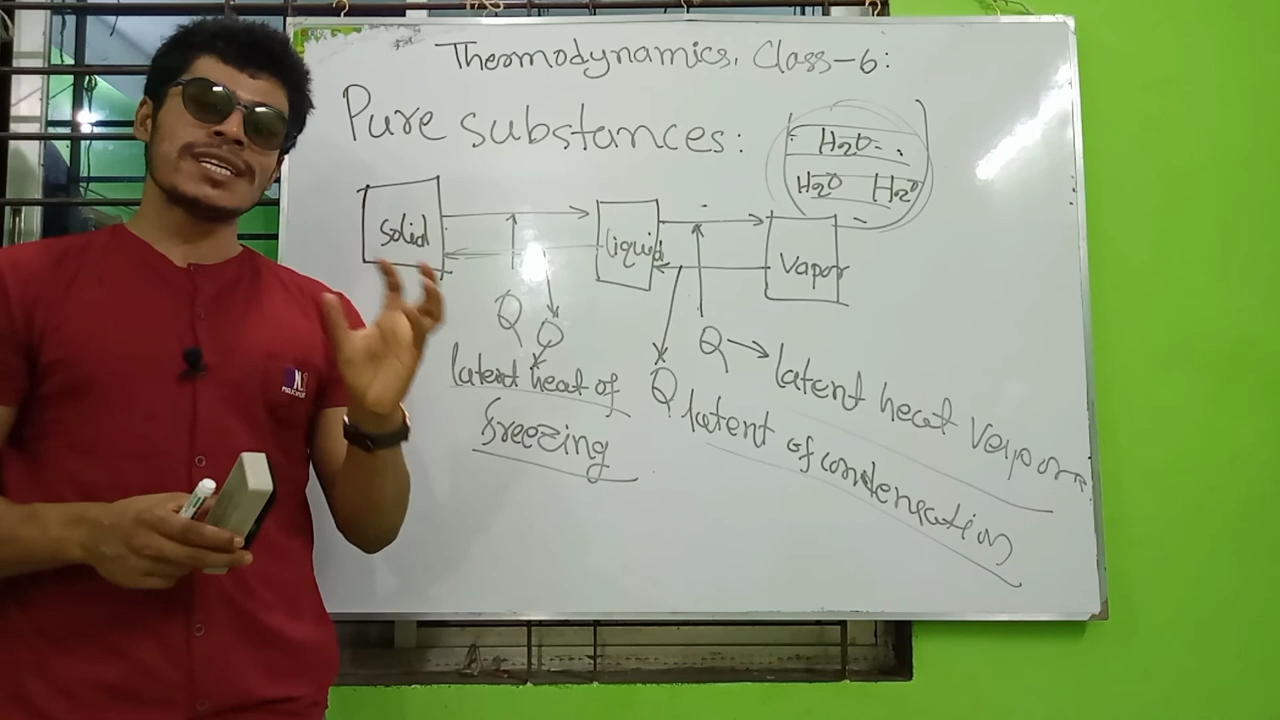 Thermodynamics, Class-6:
Pure substances:
H2O
H2O H2O
Solid
liquid
Vapor
Q
Q
latent heat of
freezing
Q → latent heat Vapor
Q latent of condensation